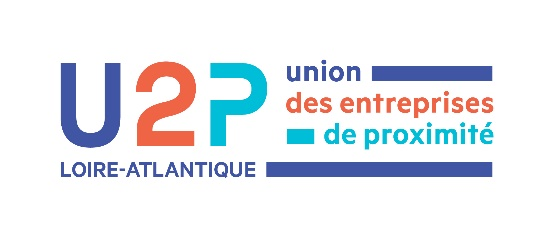 U2P
union
des entreprises
de proximité
LOIRE-ATLANTIQUE